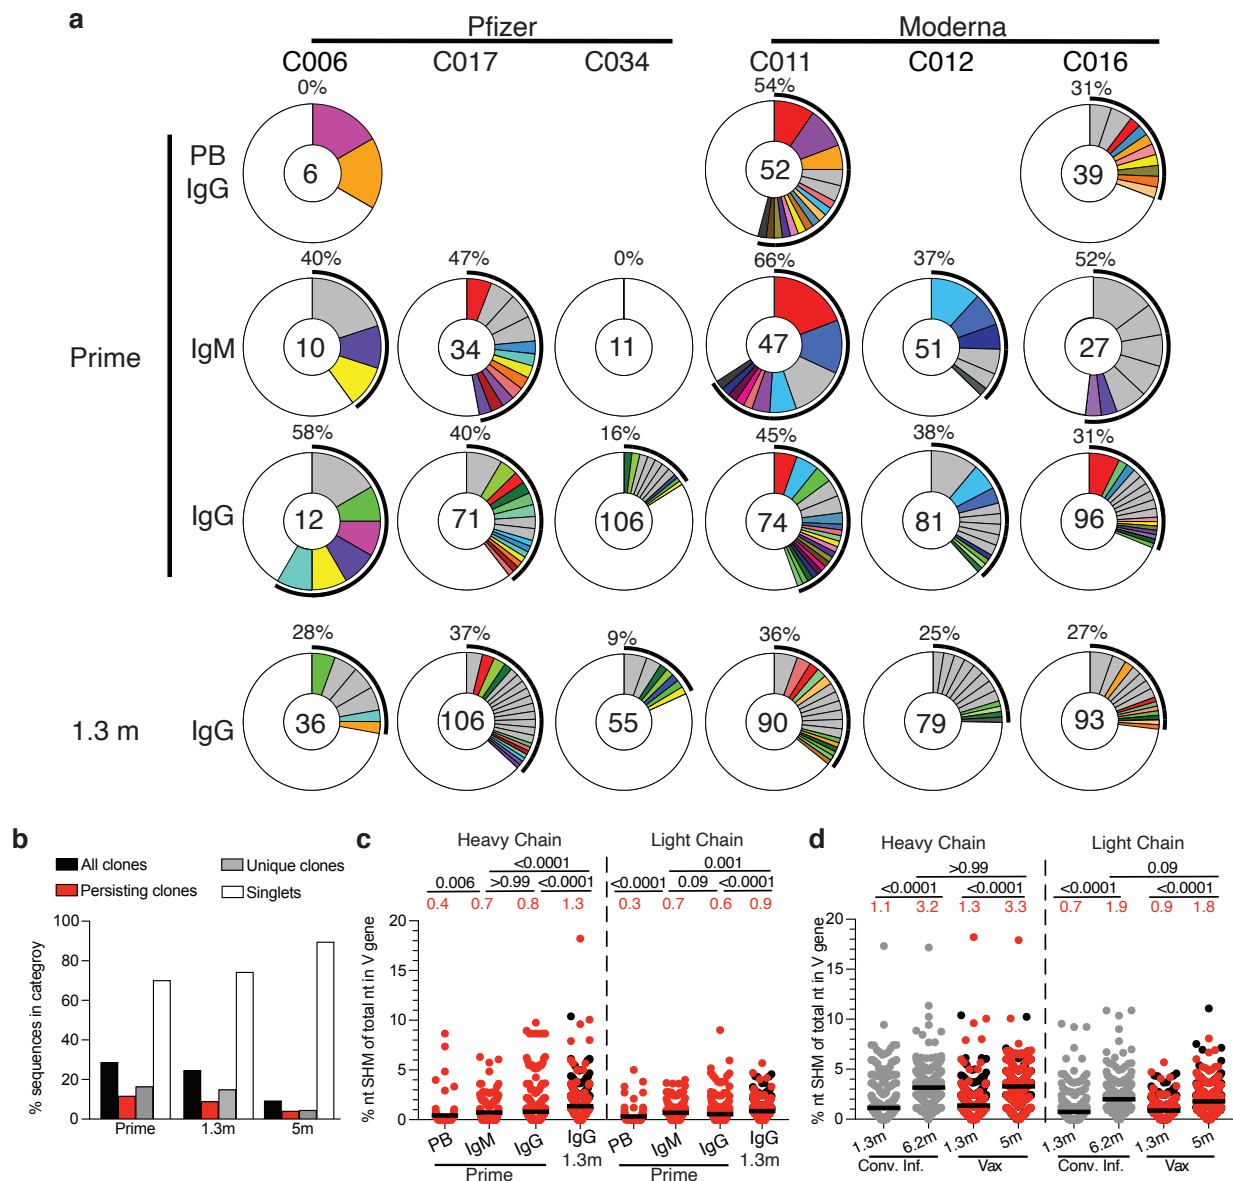 a
Pfizer
Moderna
C006 C017 C034 C011 C012 C016
0% 54% 31%
PB
IgG
6 52 39
40% 47% 0% 66% 37% 52%
Prime
IgM
10 34 11 47 51 27
58% 40% 16% 45% 38% 31%
IgG
12 71 106 74 81 96
28% 37% 9% 36% 25% 27%
1.3 m
IgG
36 106 55 90 79 93
b
All clones
Unique clones
Persisting clones
Singlets
% sequences in categroy
100
80
60
40
20
0
Prime 1.3m 5m
c
Heavy Chain Light Chain
<0.0001 0.001
0.006 >0.99 <0.0001 <0.0001 0.09 <0.0001
0.4 0.7 0.8 1.3 0.3 0.7 0.6 0.9
% nt SHM of total nt in V gene
20
15
10
5
0
PB IgM IgG IgG 1.3m PB IgM IgG IgG 1.3m
Prime Prime
d
Heavy Chain Light Chain
>0.99 0.09
<0.0001 <0.0001 <0.0001 <0.0001
1.1 3.2 1.3 3.3 0.7 1.9 0.9 1.8
% nt SHM of total nt in V gene
20
15
10
5
0
1.3m 6.2m 1.3m 5m 1.3m 6.2m 1.3m 5m
Conv. Inf. Vax Conv. Inf. Vax